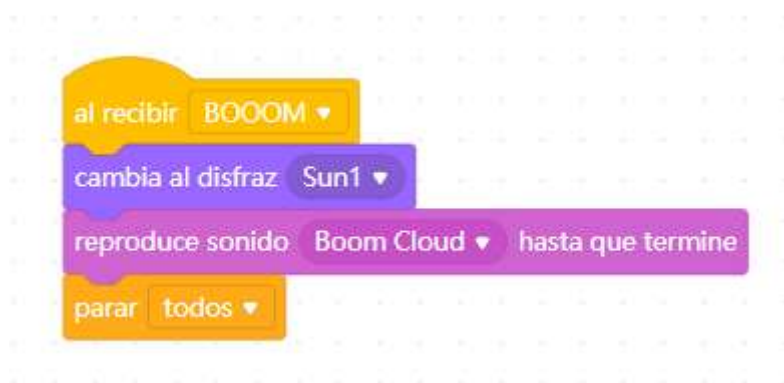 al recibir BOOOM
cambia al disfraz Sun1
reproduce sonido Boom Cloud hasta que termine
parar todos